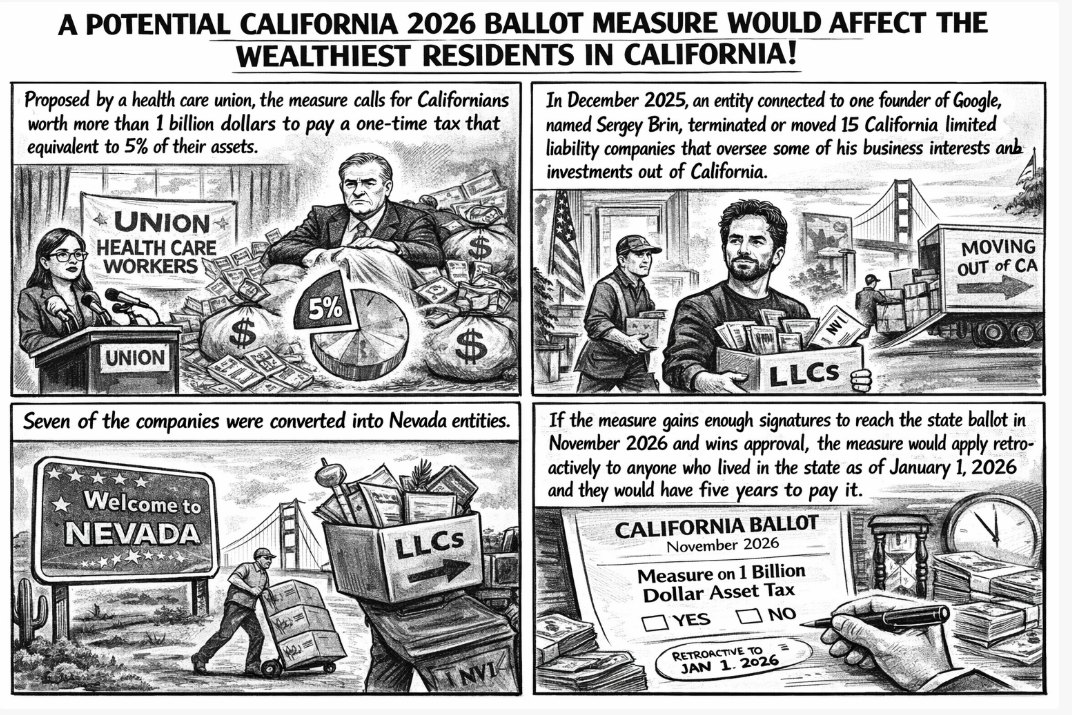 A POTENTIAL CALIFORNIA 2026 BALLOT MEASURE WOULD AFFECT THE
WEALTHIEST RESIDENTS IN CALIFORNIA!
Proposed by a health care union, the measure calls for Californians
worth more than 1 billion dollars to pay a one-time tax that
equivalent to 5% of their assets.
UNION
HEALTH CARE
WORKERS
UNION
5%
$
$
$
In December 2025, an entity connected to one founder of Google,
named Sergey Brin, terminated or moved 15 California limited
liability companies that oversee some of his business interests and
investments out of California.
MOVING
OUT of CA
NVI
LLCs
Seven of the companies were converted into Nevada entities.
Welcome to
NEVADA
LLCs
NVI
If the measure gains enough signatures to reach the state ballot in
November 2026 and wins approval, the measure would apply retro-
actively to anyone who lived in the state as of January 1, 2026
and they would have five years to pay it.
CALIFORNIA BALLOT
November 2026
Measure on 1 Billion
Dollar Asset Tax
YES NO
RETROACTIVE TO
JAN 1. 2026